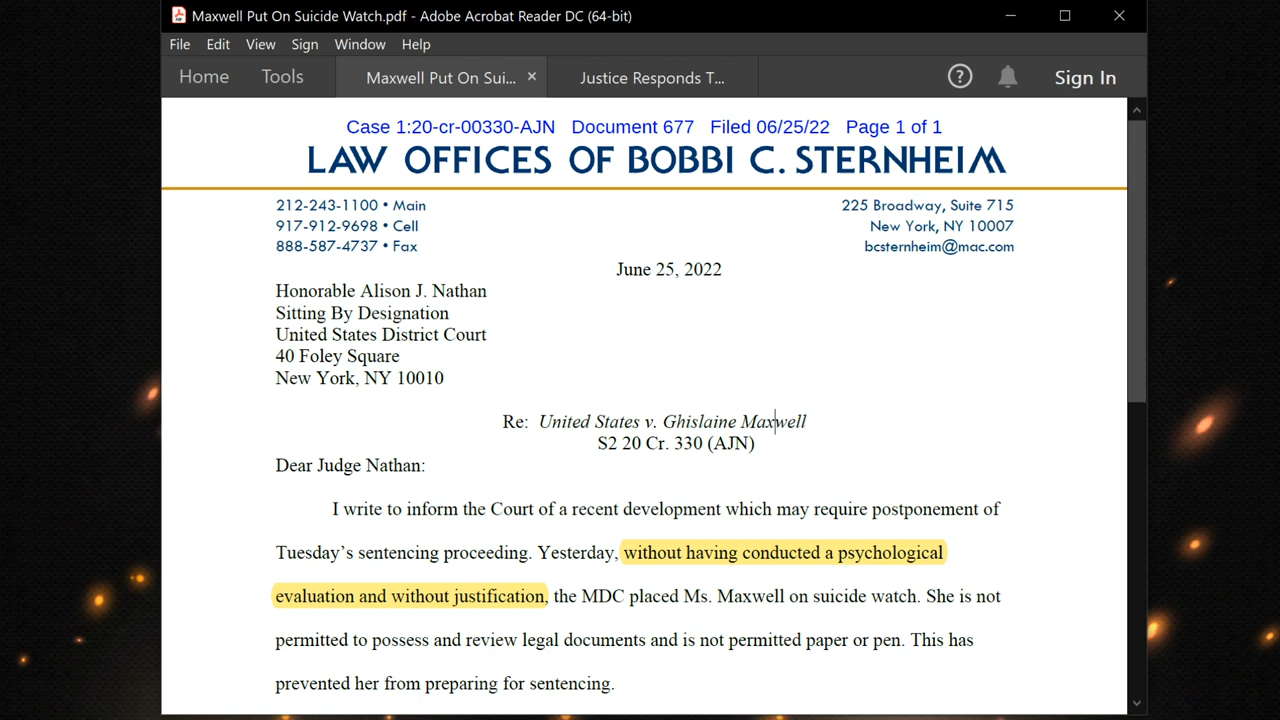 Maxwell Put On Suicide Watch.pdf - Adobe Acrobat Reader DC (64-bit)
File Edit View Sign Window Help
Home Tools Maxwell Put On Sui... × Justice Responds T... ? Sign In
Case 1:20-cr-00330-AJN Document 677 Filed 06/25/22 Page 1 of 1
LAW OFFICES OF BOBBI C. STERNHEIM
212-243-1100 • Main 225 Broadway, Suite 715
917-912-9698 • Cell New York, NY 10007
888-587-4737 • Fax bcsternheim@mac.com
June 25, 2022
Honorable Alison J. Nathan
Sitting By Designation
United States District Court
40 Foley Square
New York, NY 10010
Re: United States v. Ghislaine Maxwell
S2 20 Cr. 330 (AJN)
Dear Judge Nathan:
I write to inform the Court of a recent development which may require postponement of
Tuesday’s sentencing proceeding. Yesterday, without having conducted a psychological
evaluation and without justification, the MDC placed Ms. Maxwell on suicide watch. She is not
permitted to possess and review legal documents and is not permitted paper or pen. This has
prevented her from preparing for sentencing.